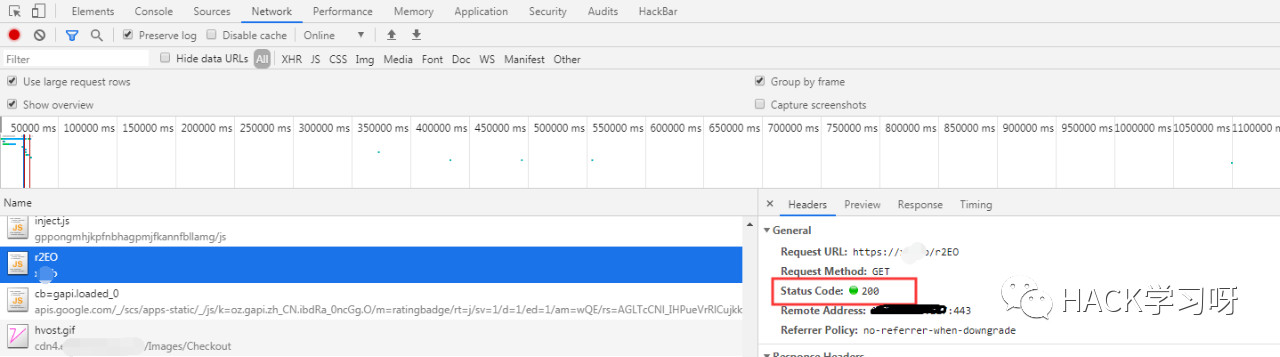 Elements Console Sources Network Performance Memory Application Security Audits HackBar
Preserve log Disable cache Online
Filter Hide data URLs All XHR JS CSS Img Media Font Doc WS Manifest Other
Use large request rows Group by frame
Show overview Capture screenshots
50000 ms 100000 ms 150000 ms 200000 ms 250000 ms 300000 ms 350000 ms 400000 ms 450000 ms 500000 ms 550000 ms 600000 ms 650000 ms 700000 ms 750000 ms 800000 ms 850000 ms 900000 ms 950000 ms 1000000 ms 1050000 ms 1100000
Name
inject.js
gppongmhjkpfnbhagpmjfkannfbllamg/js
r2EO
cb=gapi.loaded_0
apis.google.com/_/scs/apps-static/_/js/k=oz.gapi.zh_CN.ibdRa_0ncGg.O/m=ratingbadge/rt=j/sv=1/d=1/ed=1/am=wQE/rs=AGLTcCNI_IHPueVrRlCujkk
hvost.gif
cdn4. /Images/Checkout
× Headers Preview Response Timing
General
Request URL: https:// /r2EO
Request Method: GET
Status Code: 200
Remote Address: :443
Referrer Policy: no-referrer-when-downgrade
Response Headers
HACK学习呀